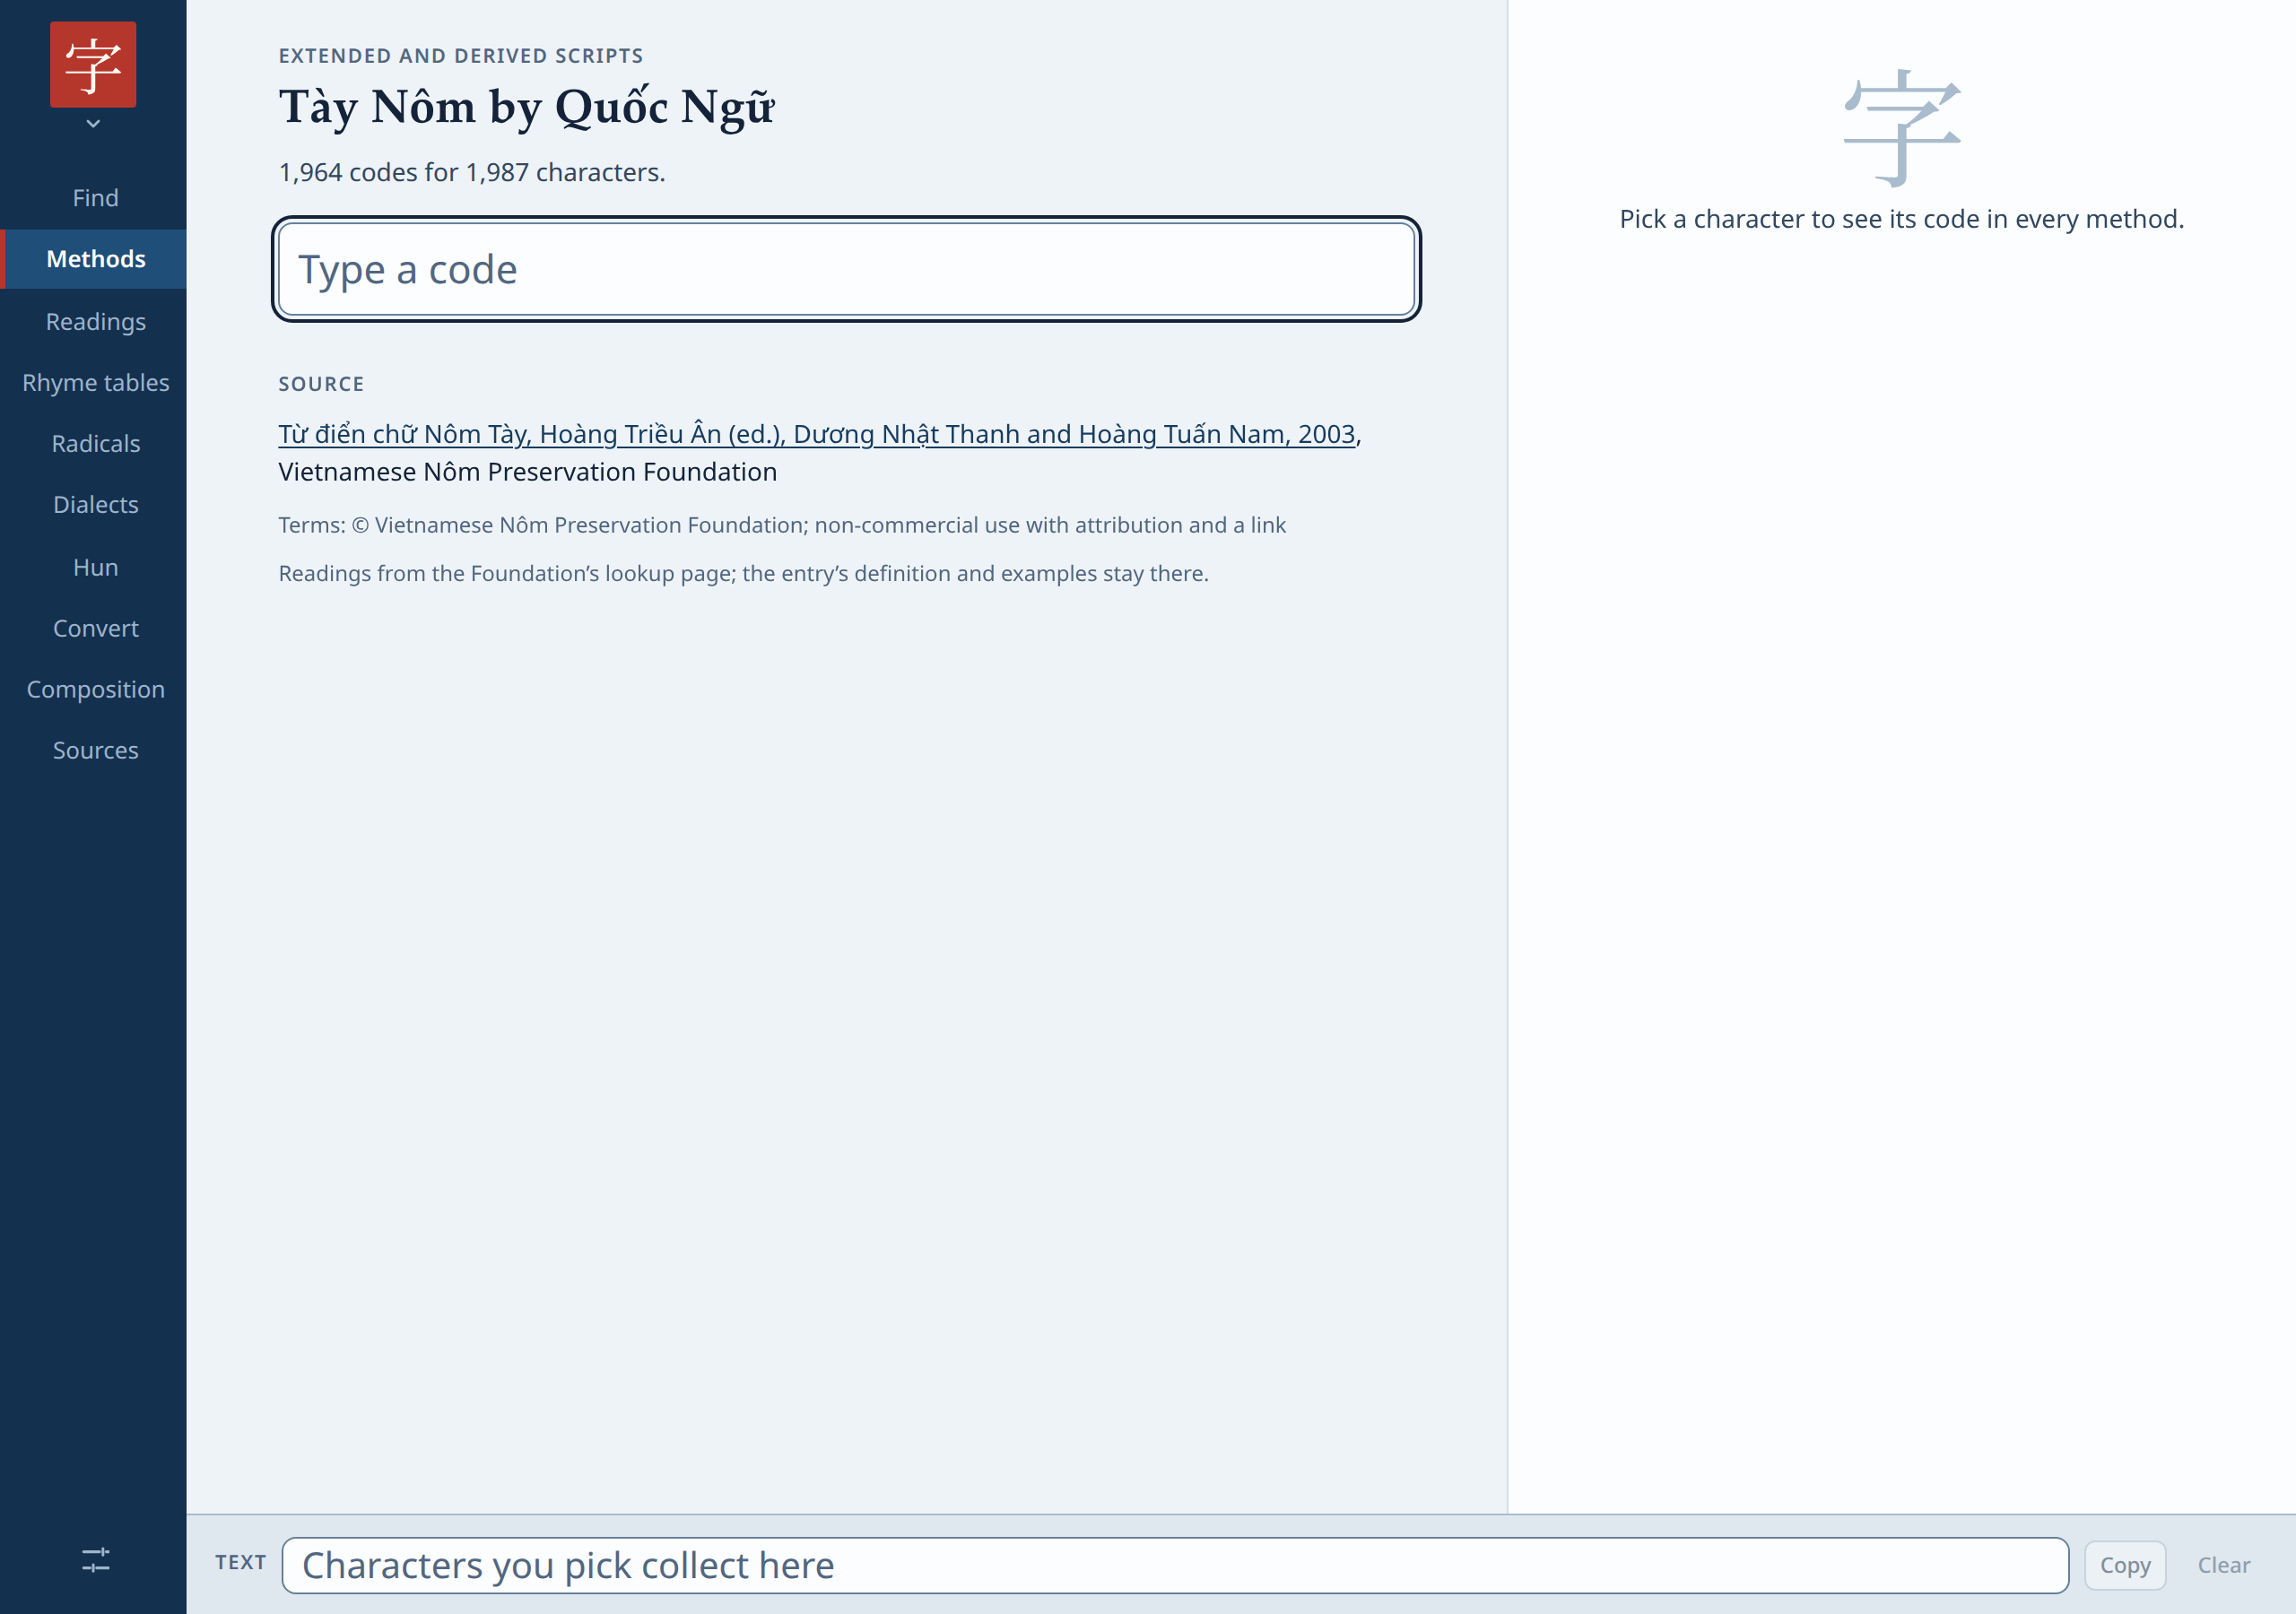 字
Find
Methods
Readings
Rhyme tables
Radicals
Dialects
Hun
Convert
Composition
Sources
EXTENDED AND DERIVED SCRIPTS
Tày Nôm by Quốc Ngữ
1,964 codes for 1,987 characters.
Type a code
SOURCE
Từ điển chữ Nôm Tày, Hoàng Triều Ân (ed.), Dương Nhật Thanh and Hoàng Tuấn Nam, 2003,
Vietnamese Nôm Preservation Foundation
Terms: © Vietnamese Nôm Preservation Foundation; non-commercial use with attribution and a link
Readings from the Foundation’s lookup page; the entry’s definition and examples stay there.
字
Pick a character to see its code in every method.
TEXT
Characters you pick collect here
Copy
Clear